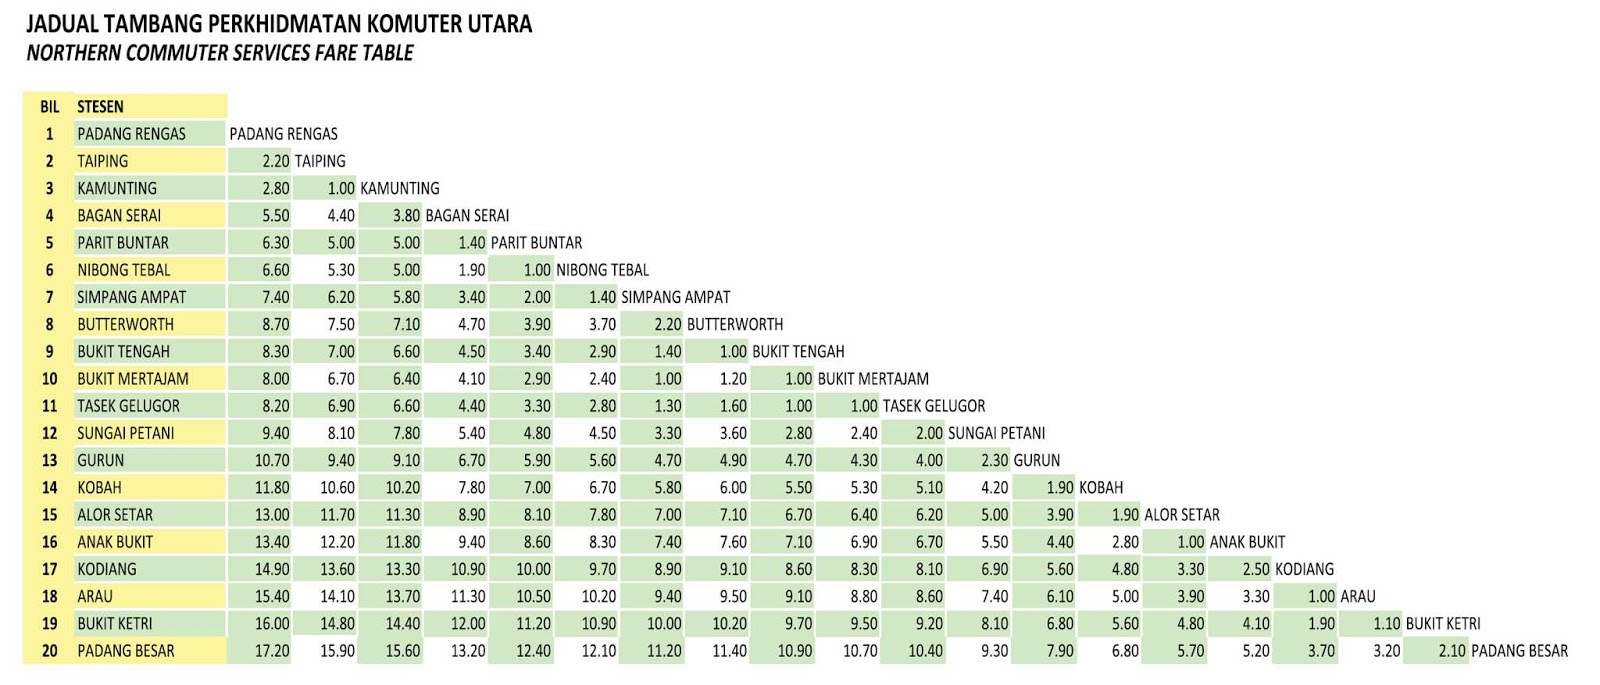 JADUAL TAMBANG PERKHIDMATAN KOMUTER UTARA
NORTHERN COMMUTER SERVICES FARE TABLE
BIL STESEN
1 PADANG RENGAS PADANG RENGAS
2 TAIPING 2.20 TAIPING
3 KAMUNTING 2.80 1.00 KAMUNTING
4 BAGAN SERAI 5.50 4.40 3.80 BAGAN SERAI
5 PARIT BUNTAR 6.30 5.00 5.00 1.40 PARIT BUNTAR
6 NIBONG TEBAL 6.60 5.30 5.00 1.90 1.00 NIBONG TEBAL
7 SIMPANG AMPAT 7.40 6.20 5.80 3.40 2.00 1.40 SIMPANG AMPAT
8 BUTTERWORTH 8.70 7.50 7.10 4.70 3.90 3.70 2.20 BUTTERWORTH
9 BUKIT TENGAH 8.30 7.00 6.60 4.50 3.40 2.90 1.40 1.00 BUKIT TENGAH
10 BUKIT MERTAJAM 8.00 6.70 6.40 4.10 2.90 2.40 1.00 1.20 1.00 BUKIT MERTAJAM
11 TASEK GELUGOR 8.20 6.90 6.60 4.40 3.30 2.80 1.30 1.60 1.00 1.00 TASEK GELUGOR
12 SUNGAI PETANI 9.40 8.10 7.80 5.40 4.80 4.50 3.30 3.60 2.80 2.40 2.00 SUNGAI PETANI
13 GURUN 10.70 9.40 9.10 6.70 5.90 5.60 4.70 4.90 4.70 4.30 4.00 2.30 GURUN
14 KOBAH 11.80 10.60 10.20 7.80 7.00 6.70 5.80 6.00 5.50 5.30 5.10 4.20 1.90 KOBAH
15 ALOR SETAR 13.00 11.70 11.30 8.90 8.10 7.80 7.00 7.10 6.70 6.40 6.20 5.00 3.90 1.90 ALOR SETAR
16 ANAK BUKIT 13.40 12.20 11.80 9.40 8.60 8.30 7.40 7.60 7.10 6.90 6.70 5.50 4.40 2.80 1.00 ANAK BUKIT
17 KODIANG 14.90 13.60 13.30 10.90 10.00 9.70 8.90 9.10 8.60 8.30 8.10 6.90 5.60 4.80 3.30 2.50 KODIANG
18 ARAU 15.40 14.10 13.70 11.30 10.50 10.20 9.40 9.50 9.10 8.80 8.60 7.40 6.10 5.00 3.90 3.30 1.00 ARAU
19 BUKIT KETRI 16.00 14.80 14.40 12.00 11.20 10.90 10.00 10.20 9.70 9.50 9.20 8.10 6.80 5.60 4.80 4.10 1.90 1.10 BUKIT KETRI
20 PADANG BESAR 17.20 15.90 15.60 13.20 12.40 12.10 11.20 11.40 10.90 10.70 10.40 9.30 7.90 6.80 5.70 5.20 3.70 3.20 2.10 PADANG BESAR